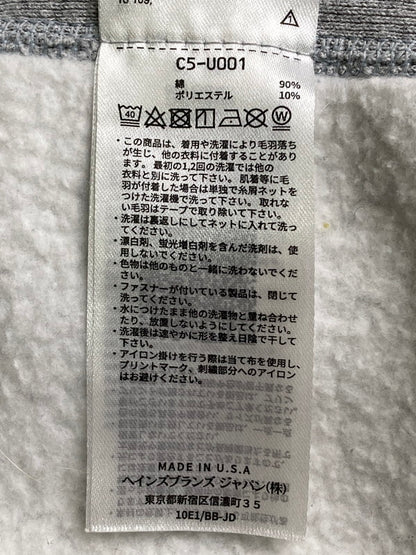 C5-U001
綿 90%
ポリエステル 10%
40
W
・この商品は、着用や洗濯により毛羽落ち
が生じ、他の衣料に付着することがあり
ます。最初の1,2回の洗濯では他の
衣料と別に洗って下さい。肌着等に毛
羽が付着した場合は単独で糸屑ネットを
つけた洗濯機で洗って下さい。取れな
い毛羽はテープで取り除いて下さい。
・洗濯は裏返しにしてネットに入れて洗っ
てください。
・漂白剤、蛍光増白剤を含んだ洗剤は、使
用しないでください。
・色物は他のものと一緒に洗わないでくだ
さい。
・ファスナーが付いている製品は、閉じて
洗ってください。
・水につけたまま他の洗濯物と重ね合わせ
たり、放置しないようにしてください。
・洗濯後は速やかに形を整え日陰で干して
下さい。
・アイロン掛けを行う際は当て布を使用し、
プリントマーク、刺繍部分へのアイロン
はお避けください。
MADE IN U.S.A
ヘインズブランズ ジャパン(株)
東京都新宿区信濃町35
10E1/BB-JD